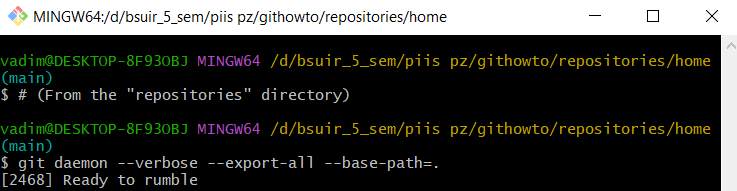 MINGW64:/d/bsuir_5_sem/piis pz/githowto/repositories/home
vadim@DESKTOP-8F93OBJ MINGW64 /d/bsuir_5_sem/piis pz/githowto/repositories/home
(main)
$ # (From the "repositories" directory)
vadim@DESKTOP-8F93OBJ MINGW64 /d/bsuir_5_sem/piis pz/githowto/repositories/home
(main)
$ git daemon --verbose --export-all --base-path=.
[2468] Ready to rumble